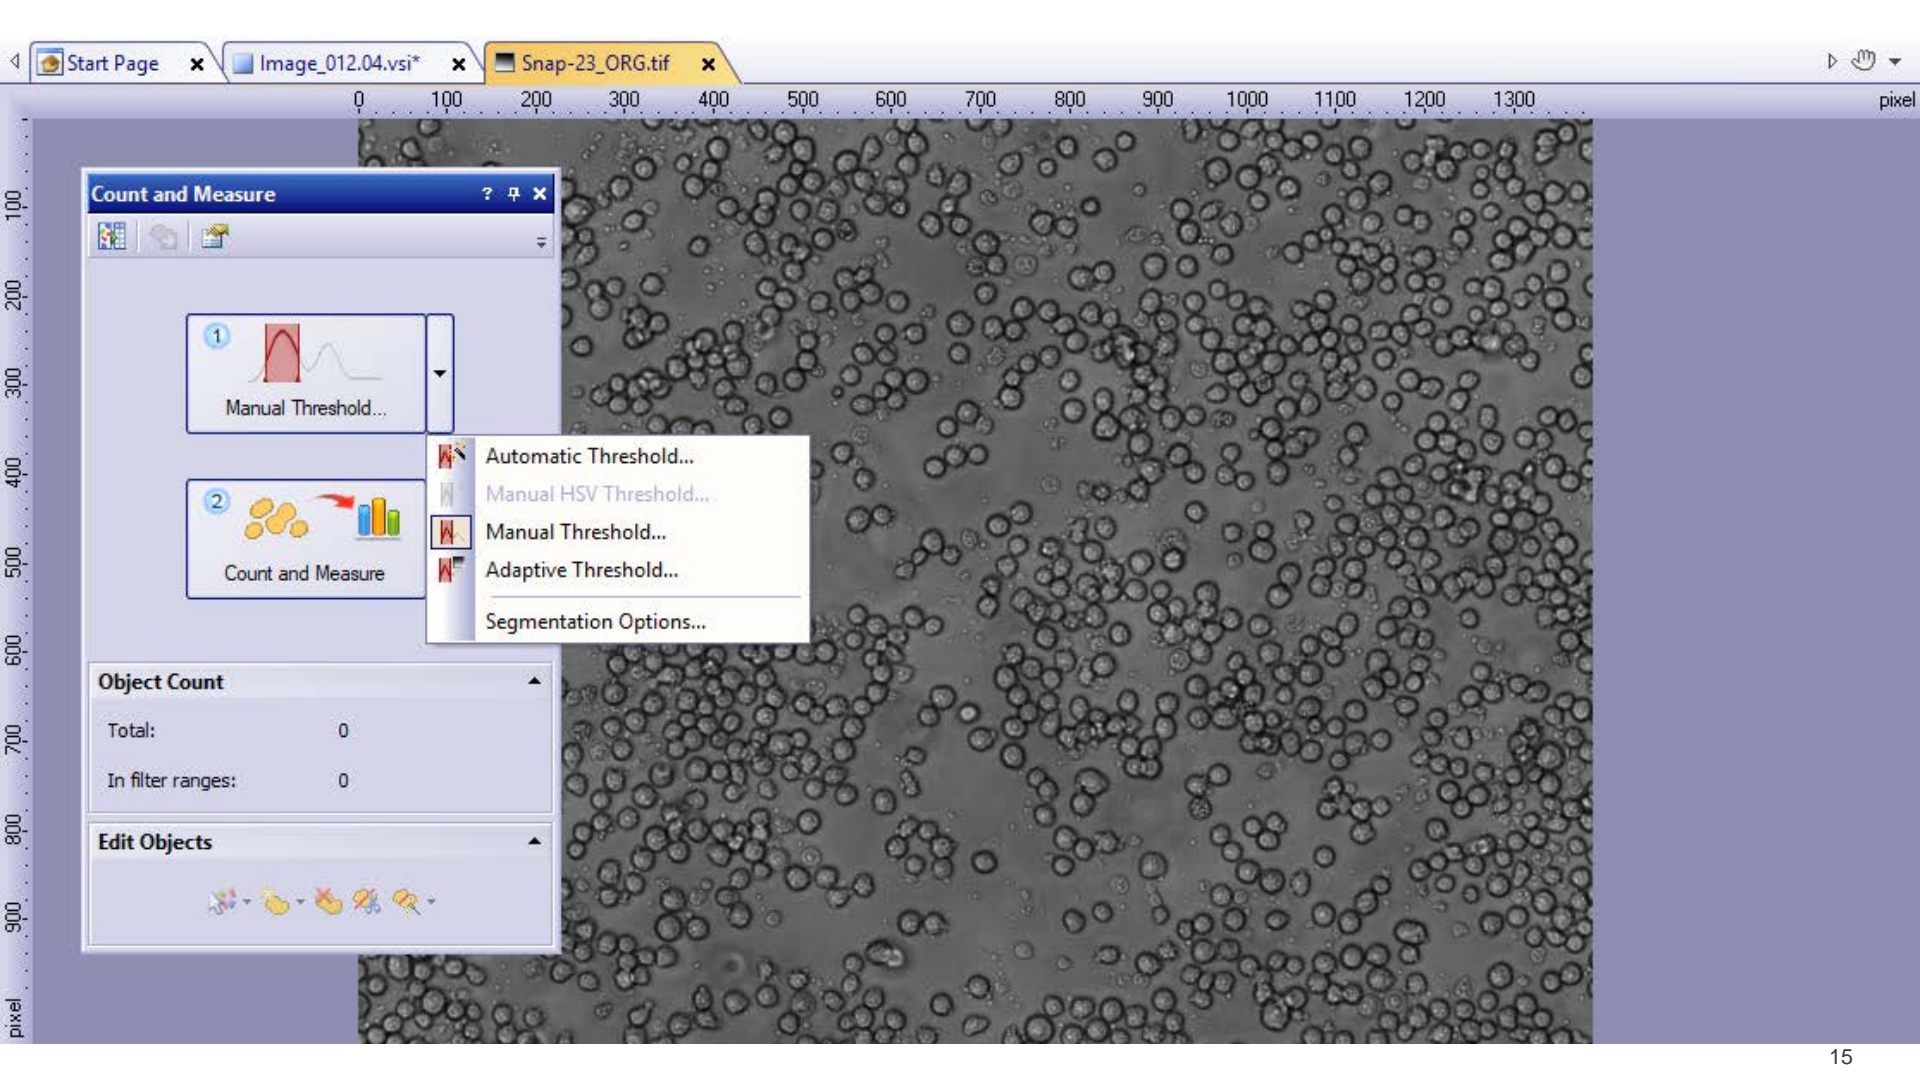 Start Page
Image_012.04.vsi*
Snap-23_ORG.tif
0 100 200 300 400 500 600 700 800 900 1000 1100 1200 1300 pixel
100
200
300
400
500
600
700
800
900
pixel
Count and Measure
?
1
Manual Threshold...
2
Count and Measure
Automatic Threshold...
Manual HSV Threshold...
Manual Threshold...
Adaptive Threshold...
Segmentation Options...
Object Count
Total: 0
In filter ranges: 0
Edit Objects
15